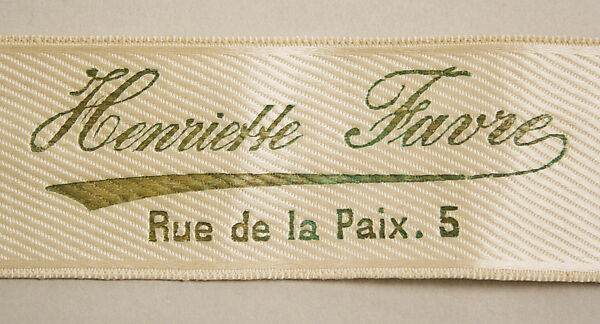 Henriette Favre
Rue de la Paix. 5